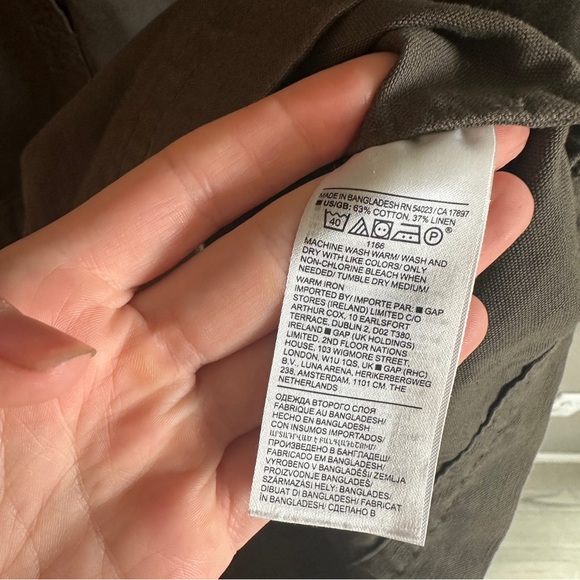 MADE IN BANGLADESH RN 54023 / CA 17897
■ US/GB: 63% COTTON, 37% LINEN
40 P
1166
MACHINE WASH WARM/ WASH AND
DRY WITH LIKE COLORS/ ONLY
NON-CHLORINE BLEACH WHEN
NEEDED/ TUMBLE DRY MEDIUM/
WARM IRON
IMPORTED BY/ IMPORTE PAR: ■ GAP
STORES (IRELAND) LIMITED C/O
ARTHUR COX, 10 EARLSFORT
TERRACE, DUBLIN 2, D02 T380,
IRELAND ■ GAP (UK HOLDINGS)
LIMITED, 2ND FLOOR NATIONS
HOUSE, 103 WIGMORE STREET,
LONDON, W1U 1QS, UK ■ GAP (RHC)
B.V., LUNA ARENA, HERIKERBERGWEG
238, AMSTERDAM, 1101 CM. THE
NETHERLANDS
ОДЕЖДА ВТОРОГО СЛОЯ
FABRIQUE AU BANGLADESH/
HECHO EN BANGLADESH
CON INSUMOS IMPORTADOS/
ԱՐՏԱԴՐՎԱԾ Է ԲԱՆԳԼԱԴԵՇՈՒՄ/
ПРОИЗВЕДЕНО В БАНГЛАДЕШ/
FABRICADO EM BANGLADESH/
VYROBENO V BANGLADÉŠI/ ZEMLJA
PROIZVODNJE BANGLADEŠ/
SZÁRMAZÁSI HELY: BANGLADES/
DIBUAT DI BANGLADESH/ FABRICAT
ÎN BANGLADESH/ СДЕЛАНО В